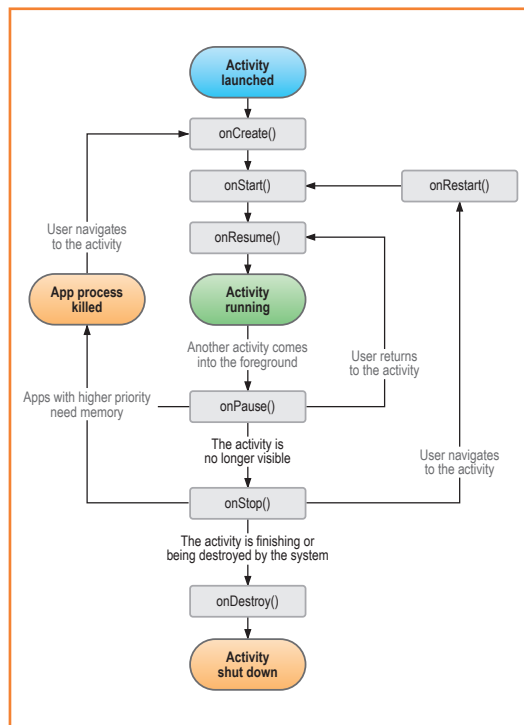 Activity
launched
onCreate()
onStart()
onRestart()
User navigates
to the activity
onResume()
App process
killed
Activity
running
Another activity comes
into the foreground
User returns
to the activity
Apps with higher priority
need memory
onPause()
The activity is
no longer visible
User navigates
to the activity
onStop()
The activity is finishing or
being destroyed by the system
onDestroy()
Activity
shut down